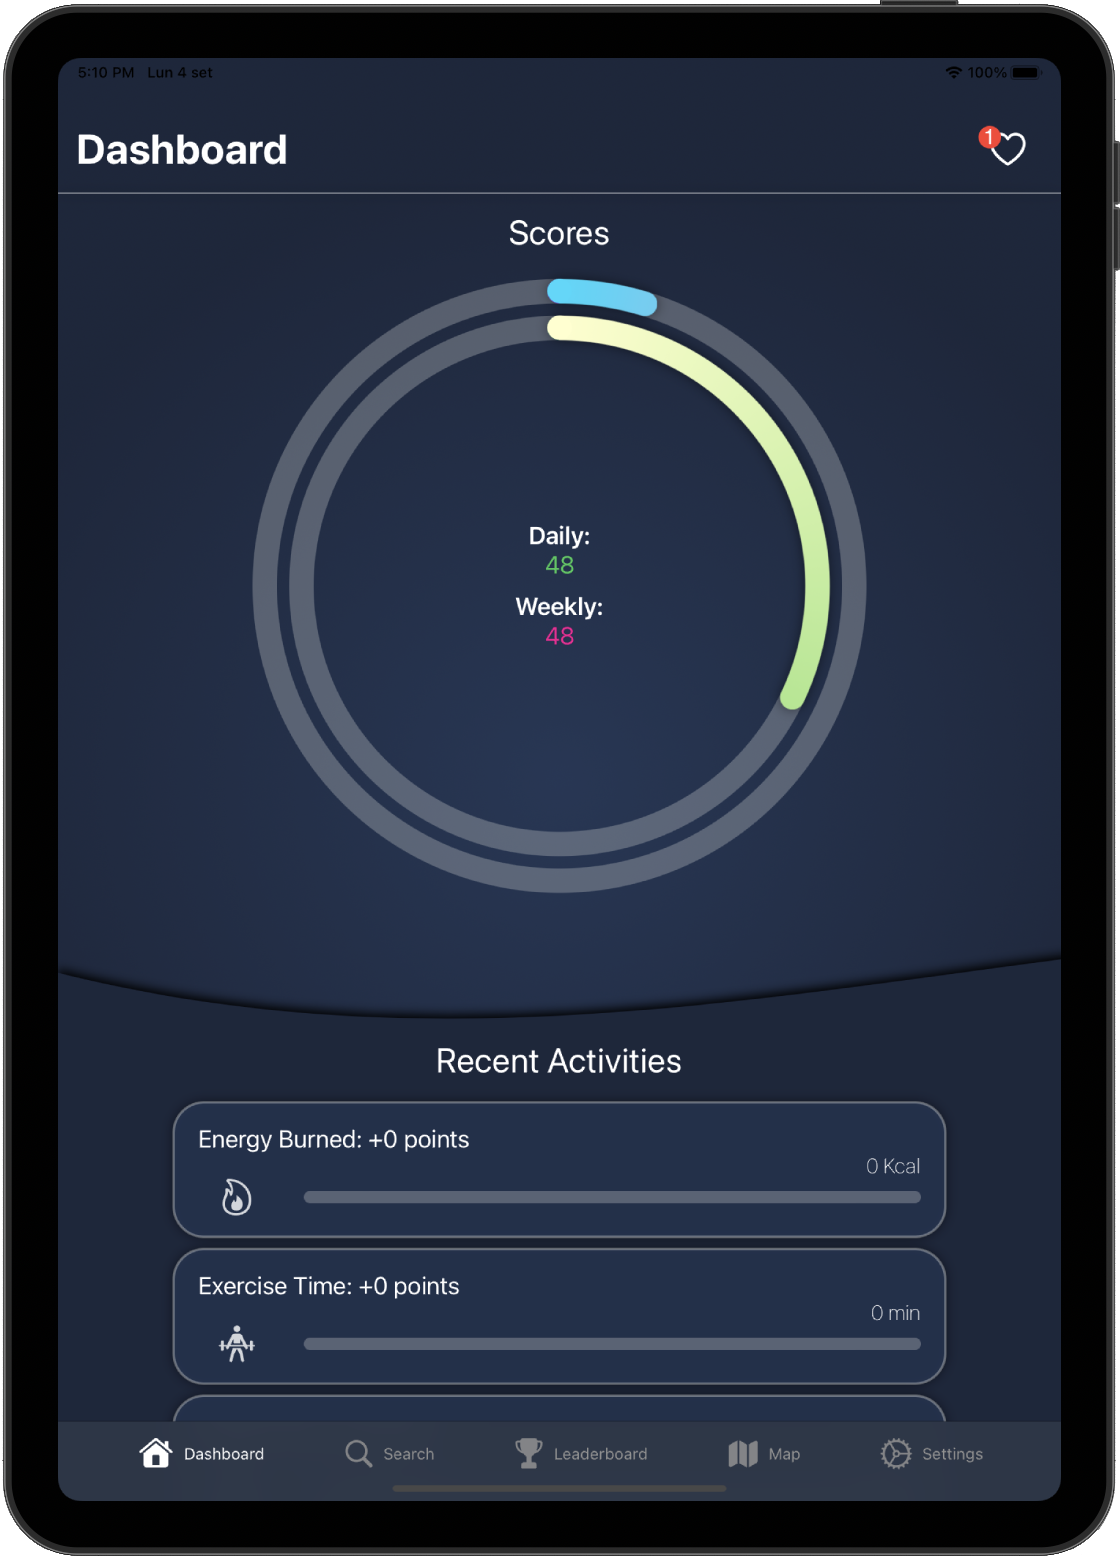 5:10 PM Lun 4 set 100%
Dashboard 1
Scores
Daily:
48
Weekly:
48
Recent Activities
Energy Burned: +0 points
0 Kcal
Exercise Time: +0 points
0 min
Dashboard Search Leaderboard Map Settings